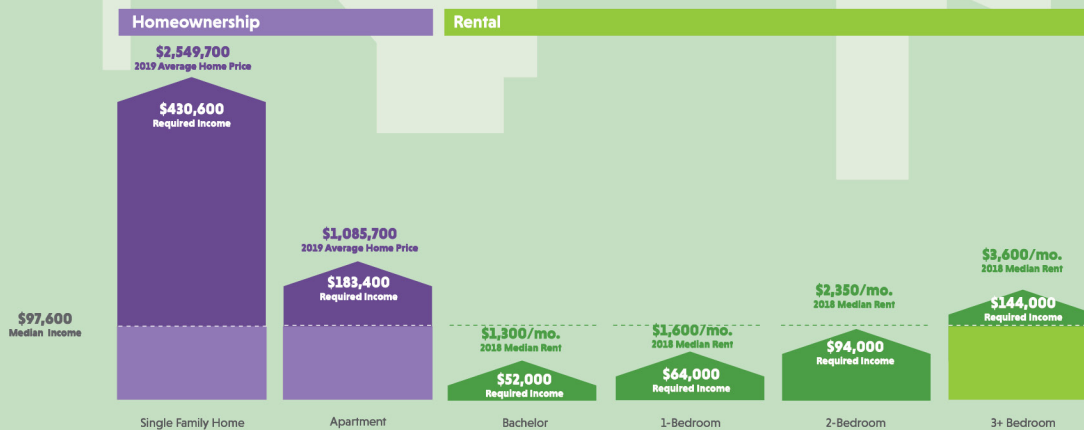 Homeownership
Rental
$2,549,700
2019 Average Home Price
$430,600
Required Income
$1,085,700
2019 Average Home Price
$183,400
Required Income
$97,600
Median Income
$1,300/mo.
2018 Median Rent
$52,000
Required Income
$1,600/mo.
2018 Median Rent
$64,000
Required Income
$2,350/mo.
2018 Median Rent
$94,000
Required Income
$3,600/mo.
2018 Median Rent
$144,000
Required Income
Single Family Home
Apartment
Bachelor
1-Bedroom
2-Bedroom
3+ Bedroom